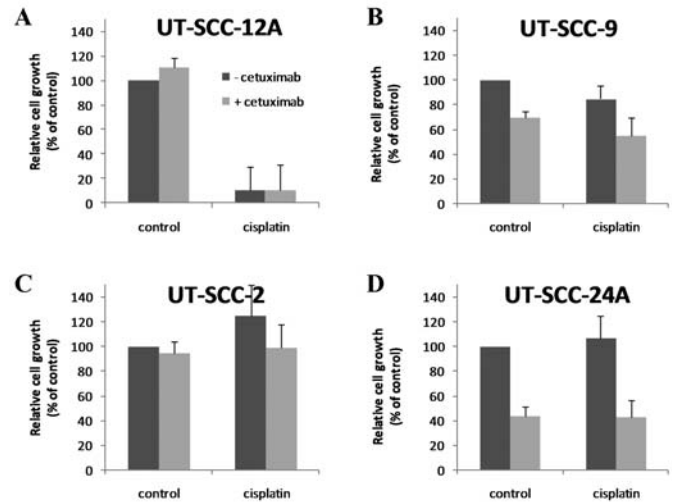 A
UT-SCC-12A
Relative cell growth
(% of control)
140
120
100
80
60
40
20
0
- cetuximab
+ cetuximab
control
cisplatin
B
UT-SCC-9
Relative cell growth
(% of control)
140
120
100
80
60
40
20
0
control
cisplatin
C
UT-SCC-2
Relative cell growth
(% of control)
140
120
100
80
60
40
20
0
control
cisplatin
D
UT-SCC-24A
Relative cell growth
(% of control)
140
120
100
80
60
40
20
0
control
cisplatin